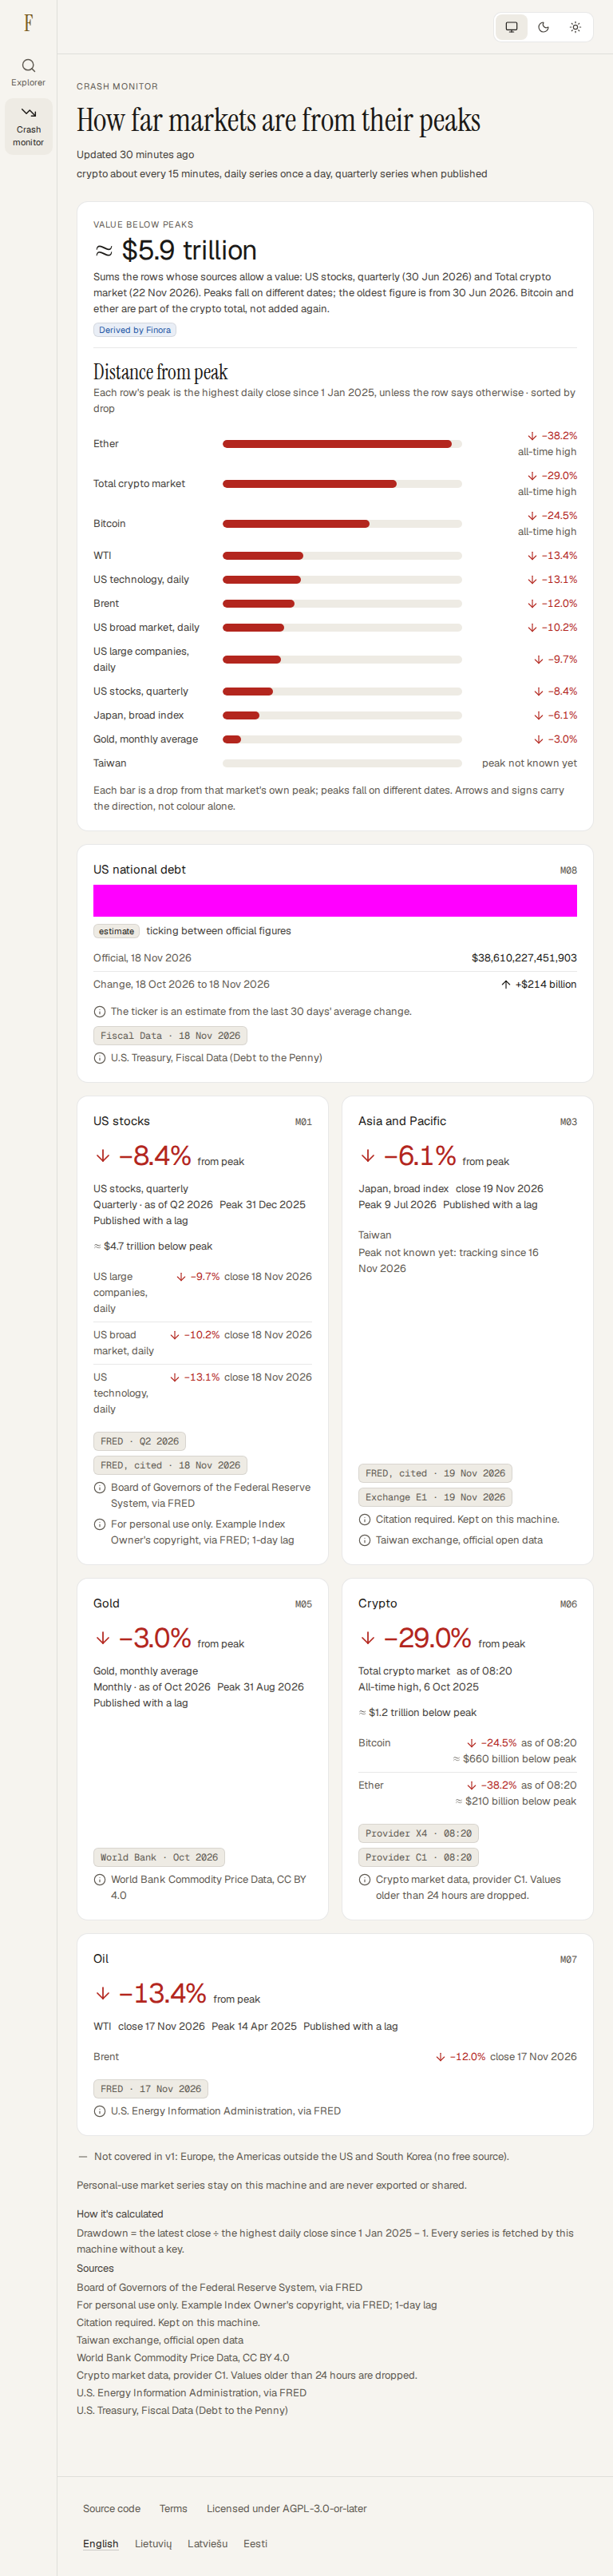 F
Explorer
Crash
monitor
CRASH MONITOR
How far markets are from their peaks
Updated 30 minutes ago
crypto about every 15 minutes, daily series once a day, quarterly series when published
VALUE BELOW PEAKS
≈ $5.9 trillion
Sums the rows whose sources allow a value: US stocks, quarterly (30 Jun 2026) and Total crypto
market (22 Nov 2026). Peaks fall on different dates; the oldest figure is from 30 Jun 2026. Bitcoin and
ether are part of the crypto total, not added again.
Derived by Finora
Distance from peak
Each row's peak is the highest daily close since 1 Jan 2025, unless the row says otherwise · sorted by
drop
Ether ↓ −38.2%
all-time high
Total crypto market ↓ −29.0%
all-time high
Bitcoin ↓ −24.5%
all-time high
WTI ↓ −13.4%
US technology, daily ↓ −13.1%
Brent ↓ −12.0%
US broad market, daily ↓ −10.2%
US large companies,
daily ↓ −9.7%
US stocks, quarterly ↓ −8.4%
Japan, broad index ↓ −6.1%
Gold, monthly average ↓ −3.0%
Taiwan peak not known yet
Each bar is a drop from that market's own peak; peaks fall on different dates. Arrows and signs carry
the direction, not colour alone.
US national debt M08
estimate ticking between official figures
Official, 18 Nov 2026 $38,610,227,451,903
Change, 18 Oct 2026 to 18 Nov 2026 ↑ +$214 billion
The ticker is an estimate from the last 30 days' average change.
Fiscal Data · 18 Nov 2026
U.S. Treasury, Fiscal Data (Debt to the Penny)
US stocks M01
↓ −8.4% from peak
US stocks, quarterly
Quarterly · as of Q2 2026 Peak 31 Dec 2025
Published with a lag
≈ $4.7 trillion below peak
US large
companies,
daily
↓ −9.7% close 18 Nov 2026
US broad
market, daily
↓ −10.2% close 18 Nov 2026
US
technology,
daily
↓ −13.1% close 18 Nov 2026
FRED · Q2 2026
FRED, cited · 18 Nov 2026
Board of Governors of the Federal Reserve
System, via FRED
For personal use only. Example Index
Owner's copyright, via FRED; 1-day lag
Asia and Pacific M03
↓ −6.1% from peak
Japan, broad index close 19 Nov 2026
Peak 9 Jul 2026 Published with a lag
Taiwan
Peak not known yet: tracking since 16
Nov 2026
FRED, cited · 19 Nov 2026
Exchange E1 · 19 Nov 2026
Citation required. Kept on this machine.
Taiwan exchange, official open data
Gold M05
↓ −3.0% from peak
Gold, monthly average
Monthly · as of Oct 2026 Peak 31 Aug 2026
Published with a lag
World Bank · Oct 2026
World Bank Commodity Price Data, CC BY
4.0
Crypto M06
↓ −29.0% from peak
Total crypto market as of 08:20
All-time high, 6 Oct 2025
≈ $1.2 trillion below peak
Bitcoin ↓ −24.5% as of 08:20
≈ $660 billion below peak
Ether ↓ −38.2% as of 08:20
≈ $210 billion below peak
Provider X4 · 08:20
Provider C1 · 08:20
Crypto market data, provider C1. Values
older than 24 hours are dropped.
Oil M07
↓ −13.4% from peak
WTI close 17 Nov 2026 Peak 14 Apr 2025 Published with a lag
Brent ↓ −12.0% close 17 Nov 2026
FRED · 17 Nov 2026
U.S. Energy Information Administration, via FRED
— Not covered in v1: Europe, the Americas outside the US and South Korea (no free source).
Personal-use market series stay on this machine and are never exported or shared.
How it's calculated
Drawdown = the latest close ÷ the highest daily close since 1 Jan 2025 − 1. Every series is fetched by this
machine without a key.
Sources
Board of Governors of the Federal Reserve System, via FRED
For personal use only. Example Index Owner's copyright, via FRED; 1-day lag
Citation required. Kept on this machine.
Taiwan exchange, official open data
World Bank Commodity Price Data, CC BY 4.0
Crypto market data, provider C1. Values older than 24 hours are dropped.
U.S. Energy Information Administration, via FRED
U.S. Treasury, Fiscal Data (Debt to the Penny)
Source code Terms Licensed under AGPL-3.0-or-later
English Lietuvių Latviešu Eesti